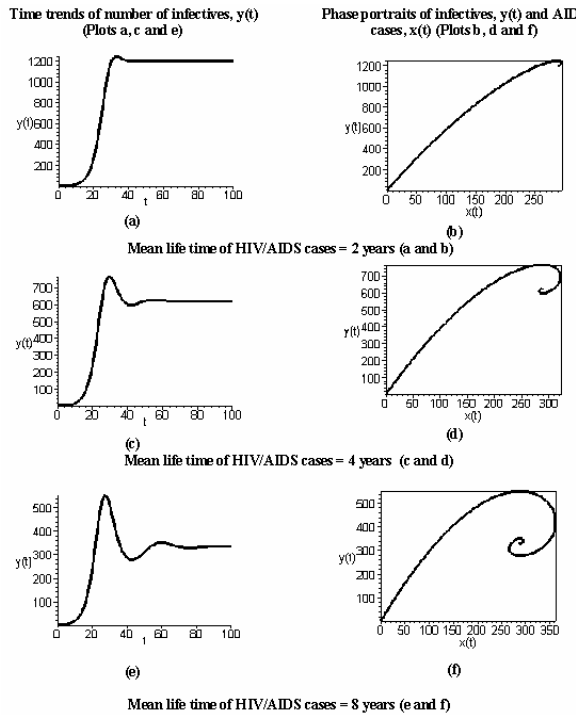 Time trends of number of infectives, y(t)
(Plots a, c and e)
Phase portraits of infectives, y(t) and AID
cases, x(t) (Plots b, d and f)
1200
1000
800
y(t)600
400
200
0 20 40 60 80 100
t
(a)
1200
1000
y(t)800
600
400
200
0 50 100 150 200 250
x(t)
(b)
Mean life time of HIV/AIDS cases = 2 years (a and b)
700
600
500
y(t)400
300
200
100
0 20 40 60 80 100
t
(c)
700
600
500
y(t)
400
300
200
100
0 50 100 150 200 250 300
x(t)
(d)
Mean life time of HIV/AIDS cases = 4 years (c and d)
500
400
y(t)
300
200
100
0 20 40 60 80 100
t
(e)
500
400
y(t)
300
200
100
0 50 100 150 200 250 300 350
x(t)
(f)
Mean life time of HIV/AIDS cases = 8 years (e and f)